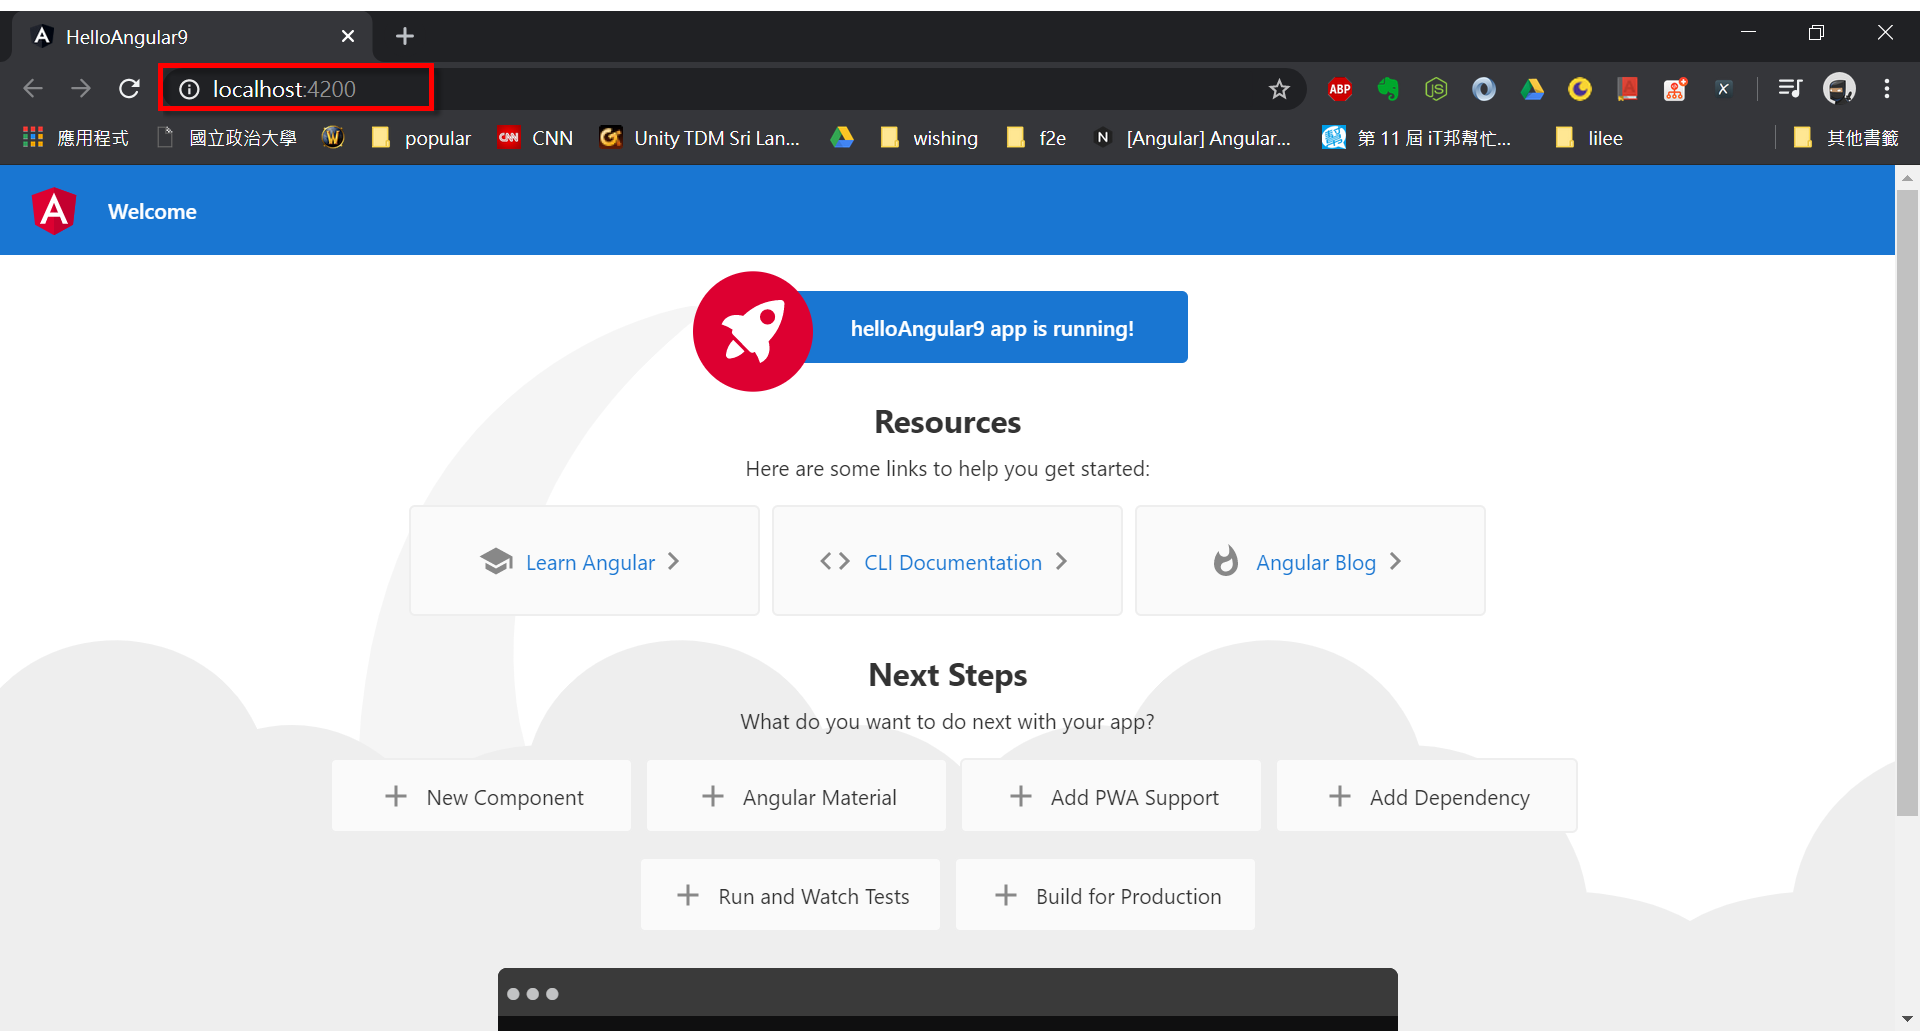 HelloAngular9
localhost:4200
ABP
JS
應用程式
國立政治大學
popular
CNN CNN
Unity TDM Sri Lan...
wishing
f2e
N [Angular] Angular...
第 11 屆 iT邦幫忙...
lilee
其他書籤
A Welcome
helloAngular9 app is running!
Resources
Here are some links to help you get started:
Learn Angular
CLI Documentation
Angular Blog
Next Steps
What do you want to do next with your app?
New Component
Angular Material
Add PWA Support
Add Dependency
Run and Watch Tests
Build for Production